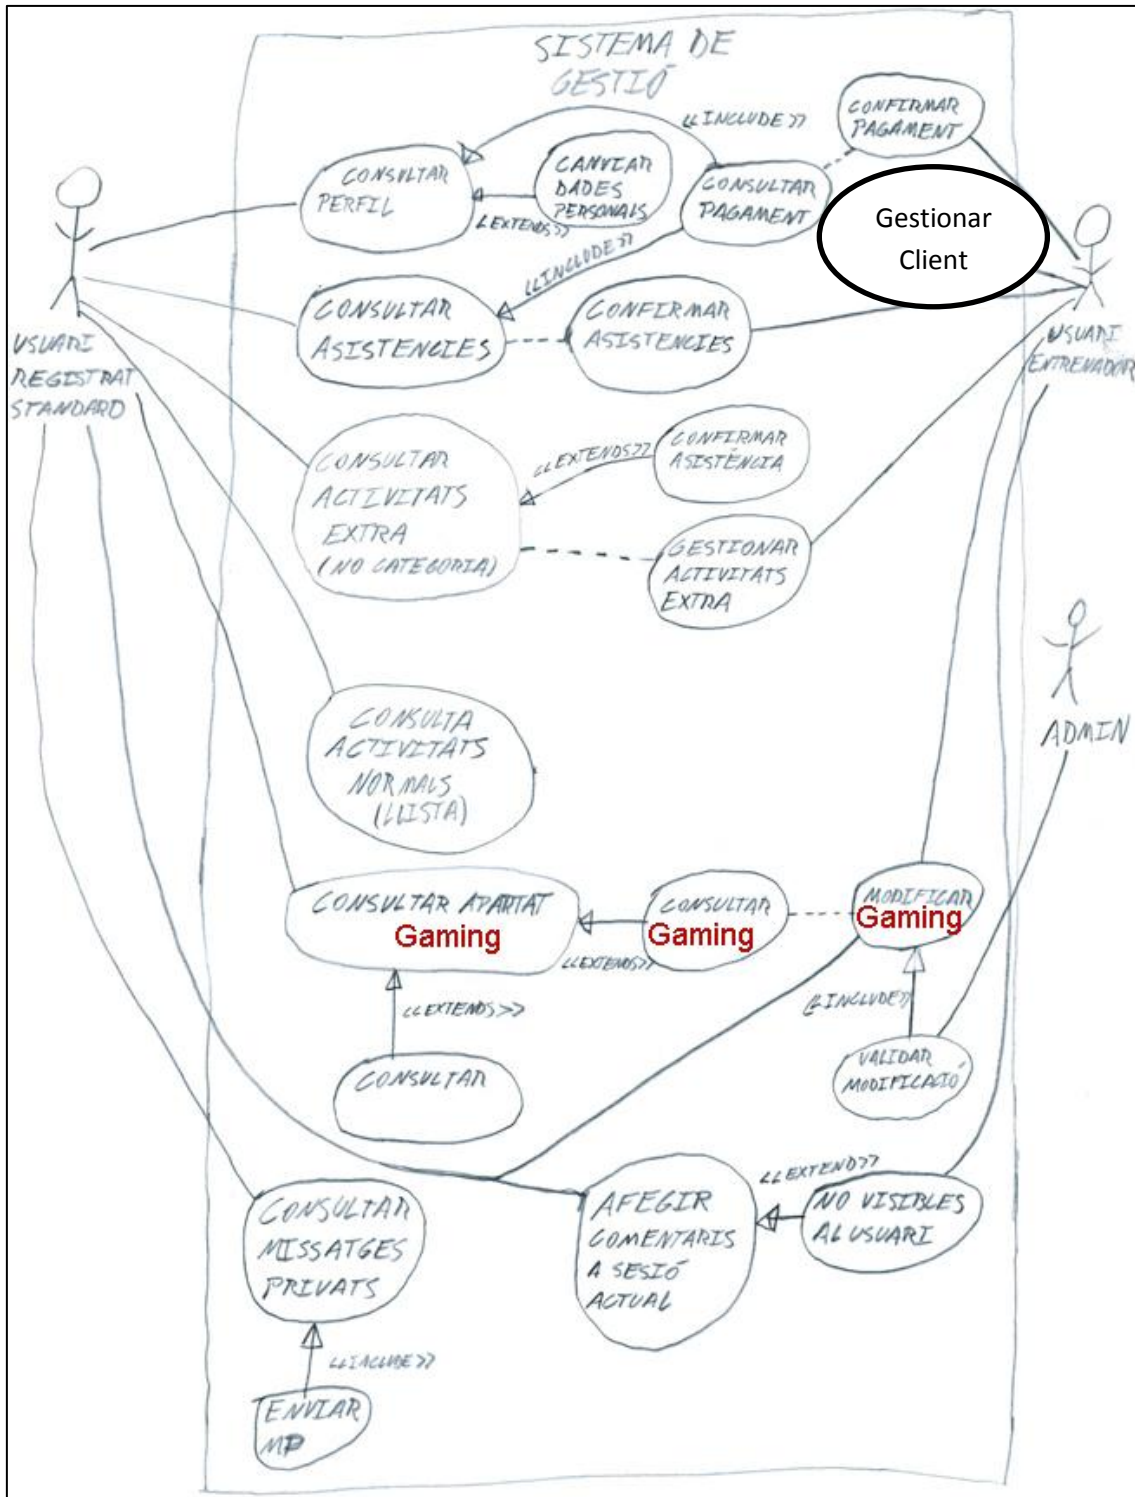 SISTEMA DE
GESTIÓ
«INCLUDE»
CONFIRMAR
PAGAMENT
CONSULTAR
PERFIL
CANVIAR
DADES
PERSONALS
«EXTENDS»
CONSULTAR
PAGAMENT
Gestionar
Client
«INCLUDE»
CONSULTAR
ASISTENCIES
CONFIRMAR
ASISTENCIES
USUARI
REGISTRAT
STANDARD
USUARI
ENTRENADOR
CONSULTAR
ACTIVITATS
EXTRA
(NO CATEGORIA)
«EXTENDS»
CONFIRMAR
ASISTÈNCIA
GESTIONAR
ACTIVITATS
EXTRA
ADMIN
CONSULTA
ACTIVITATS
NORMALS
(LLISTA)
CONSULTAR APARTAT
Gaming
«EXTENDS»
CONSULTAR
Gaming
MODIFICAR
Gaming
«EXTENDS»
CONSULTAR
«INCLUDE»
VALIDAR
MODIFICACIÓ
CONSULTAR
MISSATGES
PRIVATS
AFEGIR
COMENTARIS
A SESIÓ
ACTUAL
«EXTEND»
NO VISIBLES
AL USUARI
«INCLUDE»
ENVIAR
MP